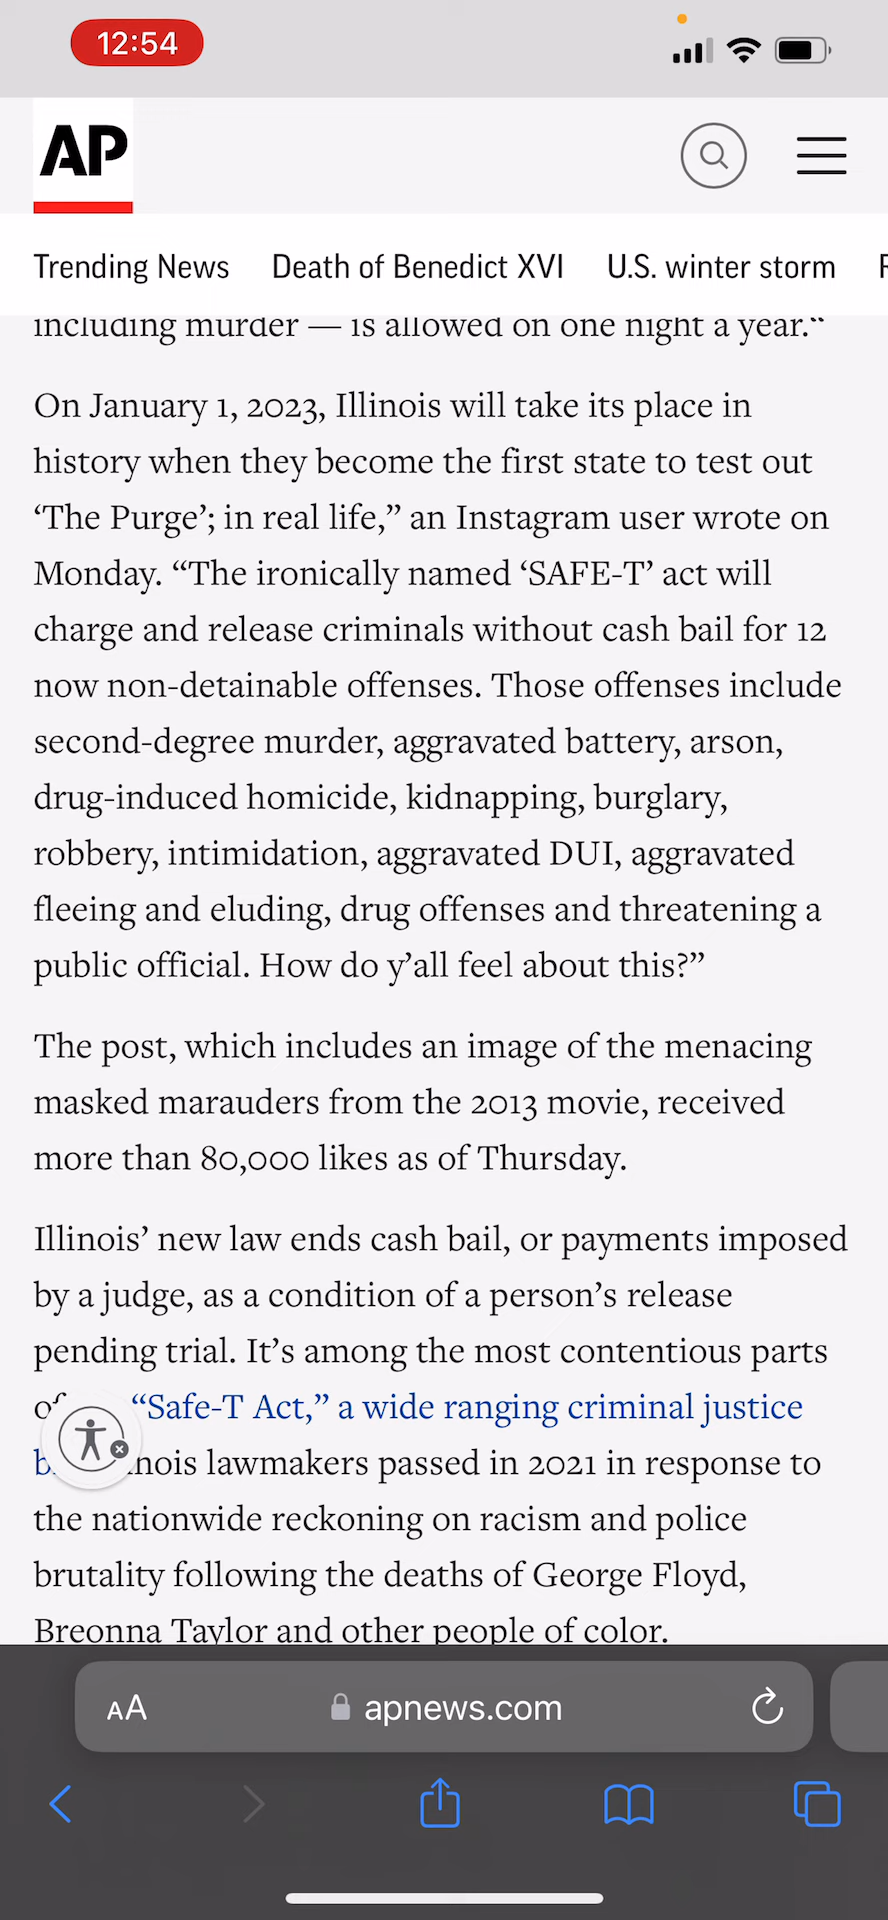 12:54
AP
Trending News Death of Benedict XVI U.S. winter storm
including murder — is allowed on one night a year.“
On January 1, 2023, Illinois will take its place in
history when they become the first state to test out
‘The Purge’; in real life,” an Instagram user wrote on
Monday. “The ironically named ‘SAFE-T’ act will
charge and release criminals without cash bail for 12
now non-detainable offenses. Those offenses include
second-degree murder, aggravated battery, arson,
drug-induced homicide, kidnapping, burglary,
robbery, intimidation, aggravated DUI, aggravated
fleeing and eluding, drug offenses and threatening a
public official. How do y’all feel about this?”
The post, which includes an image of the menacing
masked marauders from the 2013 movie, received
more than 80,000 likes as of Thursday.
Illinois’ new law ends cash bail, or payments imposed
by a judge, as a condition of a person’s release
pending trial. It’s among the most contentious parts
of “Safe-T Act,” a wide ranging criminal justice
b nois lawmakers passed in 2021 in response to
the nationwide reckoning on racism and police
brutality following the deaths of George Floyd,
Breonna Taylor and other people of color.
AA apnews.com